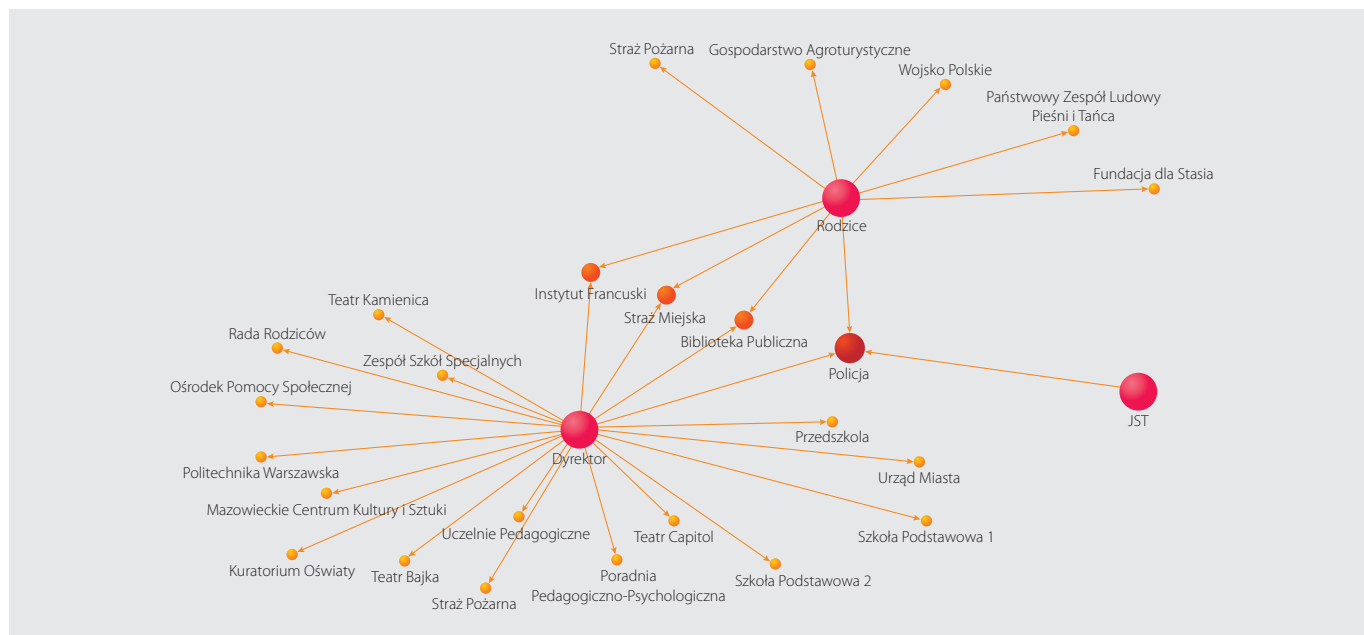 Straż Pożarna
Gospodarstwo Agroturystyczne
Wojsko Polskie
Państwowy Zespół Ludowy
Pieśni i Tańca
Fundacja dla Stasia
Rodzice
Instytut Francuski
Straż Miejska
Biblioteka Publiczna
Policja
JST
Teatr Kamienica
Rada Rodziców
Zespół Szkół Specjalnych
Ośrodek Pomocy Społecznej
Dyrektor
Przedszkola
Politechnika Warszawska
Urząd Miasta
Mazowieckie Centrum Kultury i Sztuki
Uczelnie Pedagogiczne
Teatr Capitol
Szkoła Podstawowa 1
Kuratorium Oświaty
Teatr Bajka
Straż Pożarna
Poradnia
Pedagogiczno-Psychologiczna
Szkoła Podstawowa 2